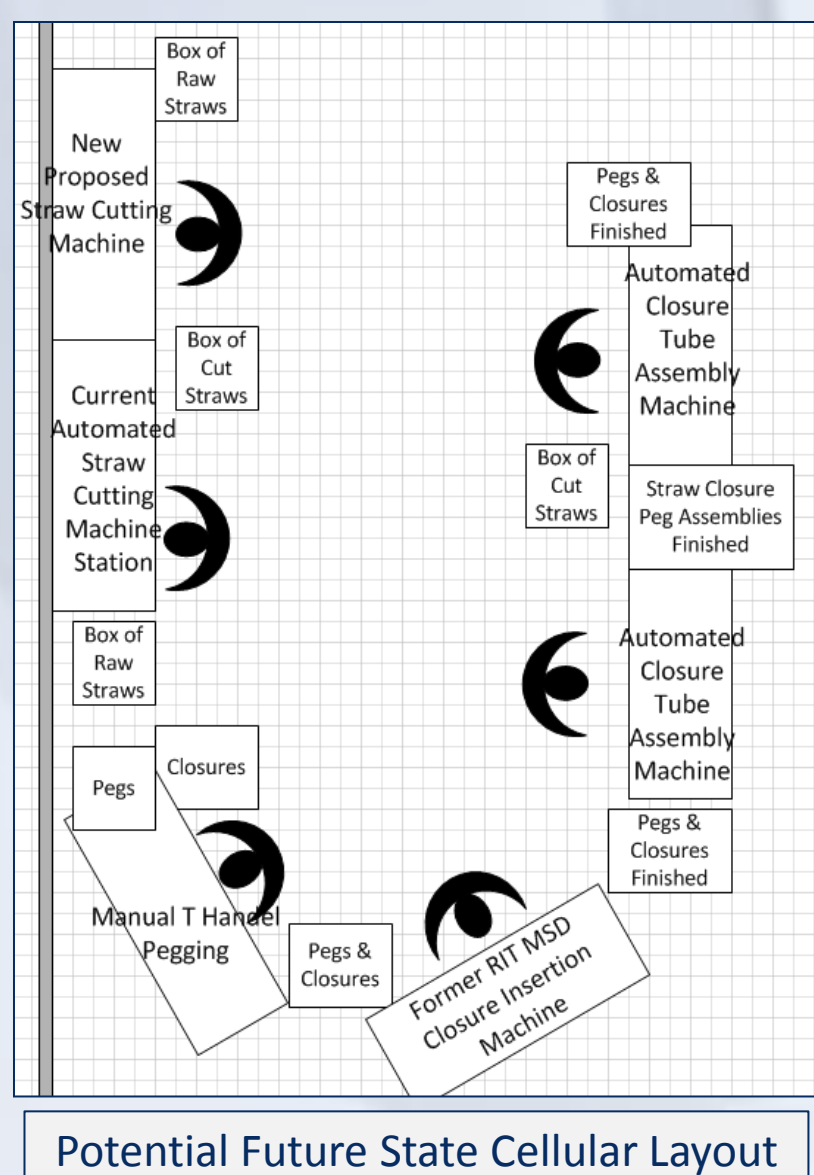 Box of
Raw
Straws
New
Proposed
Straw Cutting
Machine
Box of
Cut
Straws
Current
Automated
Straw
Cutting
Machine
Station
Box of
Raw
Straws
Pegs
Closures
Manual T Handel
Pegging
Pegs &
Closures
Former RIT MSD
Closure Insertion
Machine
Pegs &
Closures
Finished
Automated
Closure
Tube
Assembly
Machine
Box of
Cut
Straws
Straw Closure
Peg Assemblies
Finished
Automated
Closure
Tube
Assembly
Machine
Pegs &
Closures
Finished
Potential Future State Cellular Layout